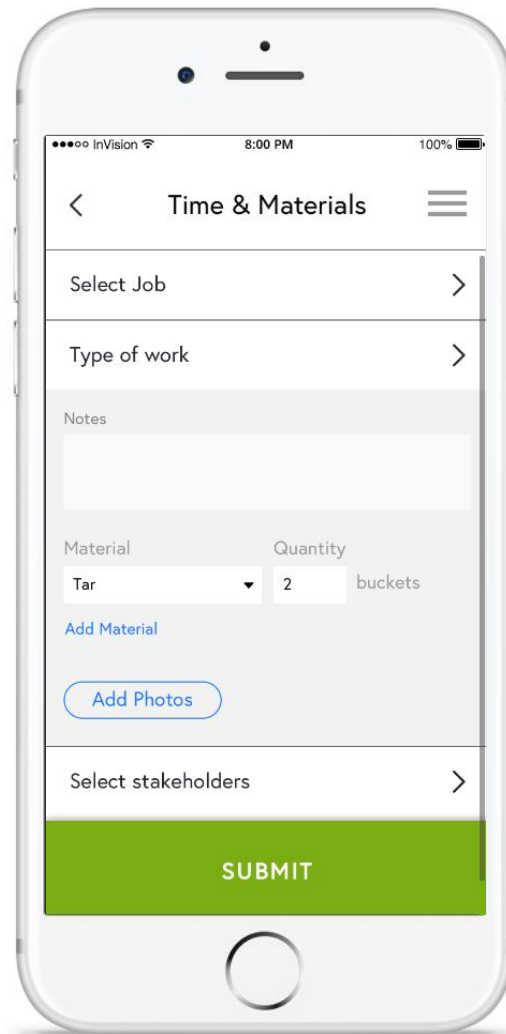 ●●●○○ InVision 8:00 PM 100%
Time & Materials
Select Job
Type of work
Notes
Material Quantity
Tar 2 buckets
Add Material
Add Photos
Select stakeholders
SUBMIT